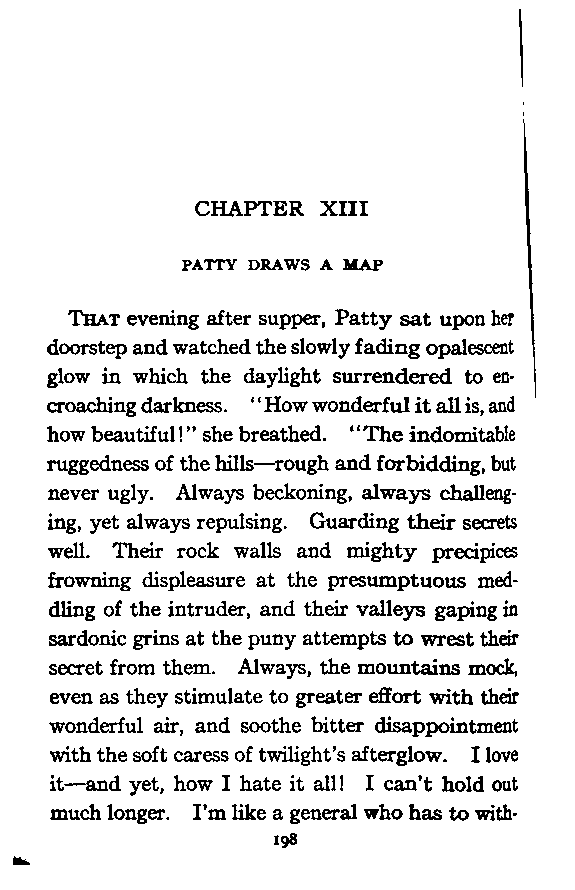 CHAPTER XIII
PATTY DRAWS A MAP
THAT evening after supper, Patty sat upon her
doorstep and watched the slowly fading opalescent
glow in which the daylight surrendered to en-
croaching darkness. "How wonderful it all is, and
how beautiful!" she breathed. "The indomitable
ruggedness of the hills—rough and forbidding, but
never ugly. Always beckoning, always challeng-
ing, yet always repulsing. Guarding their secrets
well. Their rock walls and mighty precipices
frowning displeasure at the presumptuous med-
dling of the intruder, and their valleys gaping in
sardonic grins at the puny attempts to wrest their
secret from them. Always, the mountains mock,
even as they stimulate to greater effort with their
wonderful air, and soothe bitter disappointment
with the soft caress of twilight's afterglow. I love
it—and yet, how I hate it all! I can't hold out
much longer. I'm like a general who has to with-
198